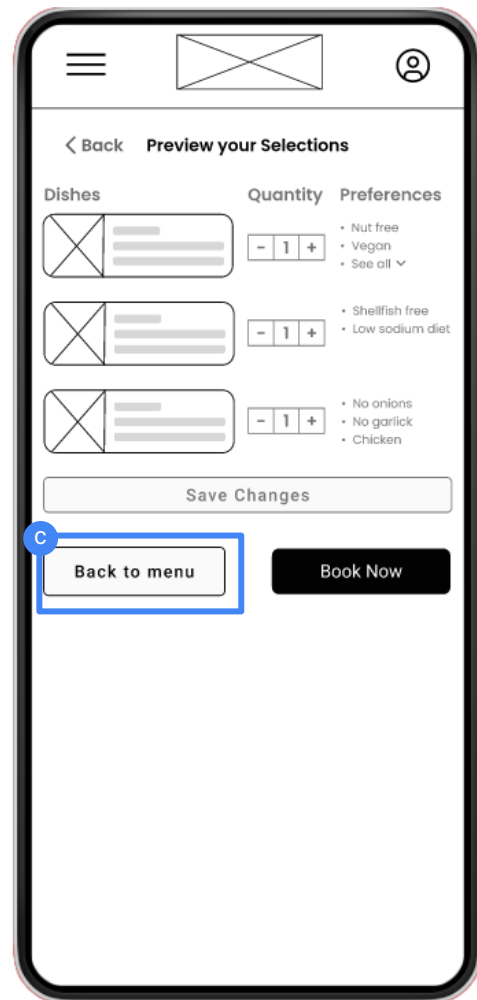 < Back Preview your Selections
Dishes Quantity Preferences
- 1 +
• Nut free
• Vegan
• See all
- 1 +
• Shellfish free
• Low sodium diet
- 1 +
• No onions
• No garlick
• Chicken
Save Changes
C
Back to menu Book Now